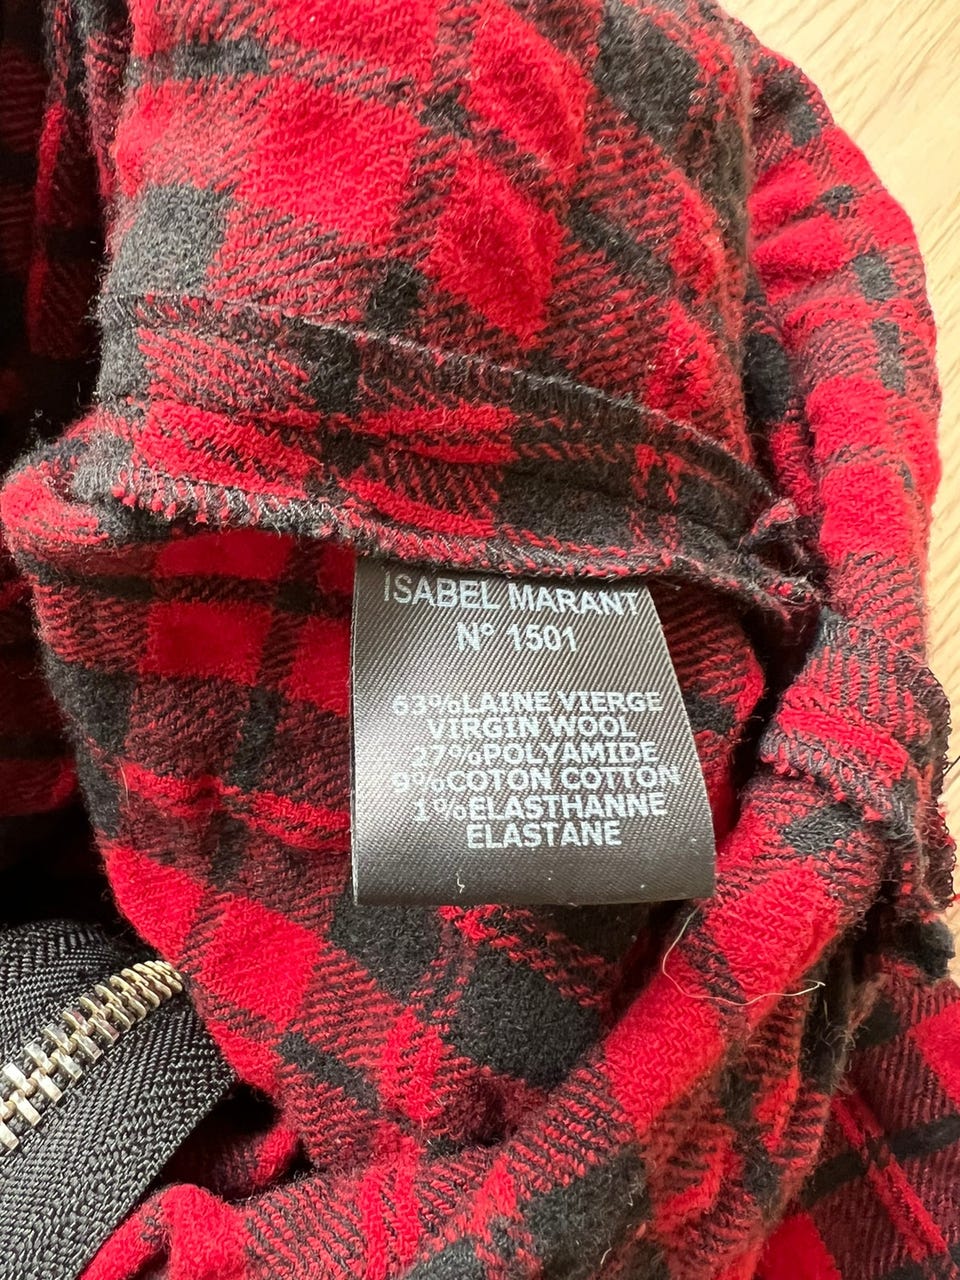 ISABEL MARANT
N° 1501
63%LAINE VIERGE
VIRGIN WOOL
27%POLYAMIDE
9%COTON COTTON
1%ELASTHANNE
ELASTANE